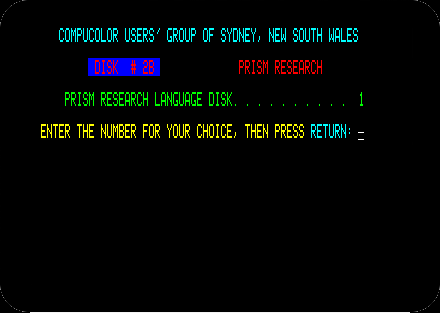 COMPUCOLOR USERS' GROUP OF SYDNEY, NEW SOUTH WALES
DISK # 2B PRISM RESEARCH
PRISM RESEARCH LANGUAGE DISK. . . . . . . . . . 1
ENTER THE NUMBER FOR YOUR CHOICE, THEN PRESS RETURN: _